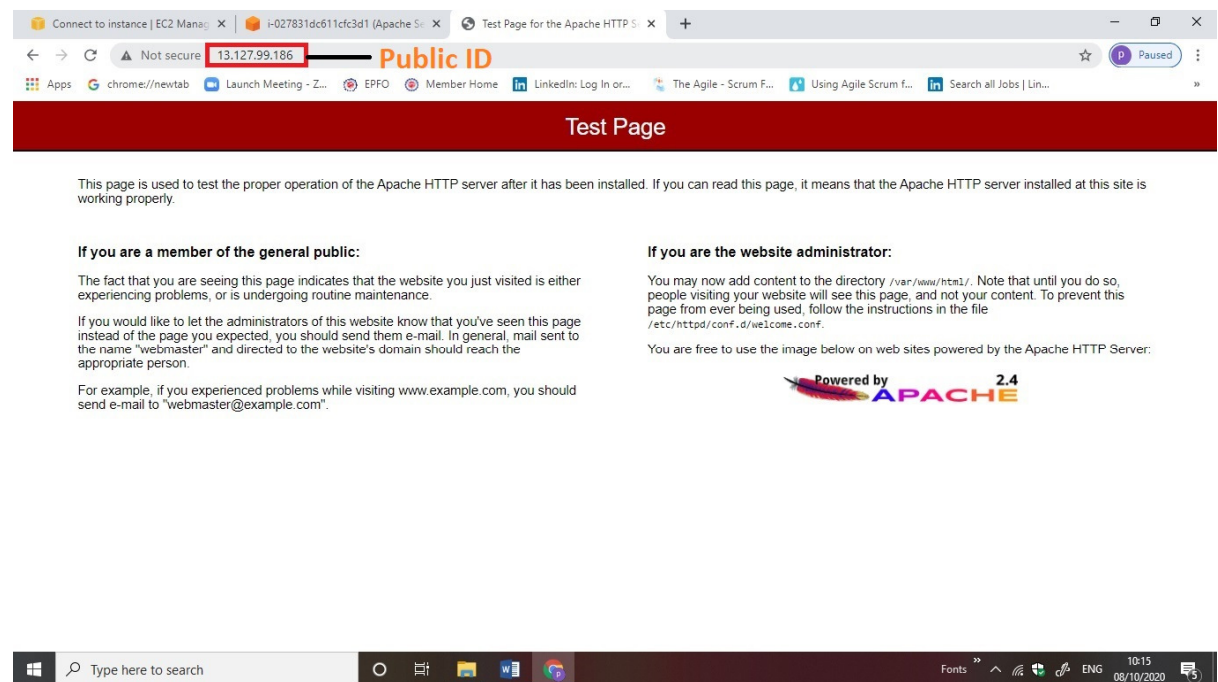 Connect to instance | EC2 Manag
i-027831dc611cfc3d1 (Apache Se
Test Page for the Apache HTTP S
Not secure
13.127.99.186
Public ID
Paused
Apps
chrome://newtab
Launch Meeting - Z...
EPFO
Member Home
LinkedIn: Log In or...
The Agile - Scrum F...
Using Agile Scrum f...
Search all Jobs | Lin...
»
Test Page
This page is used to test the proper operation of the Apache HTTP server after it has been installed. If you can read this page, it means that the Apache HTTP server installed at this site is
working properly.
If you are a member of the general public:
The fact that you are seeing this page indicates that the website you just visited is either
experiencing problems, or is undergoing routine maintenance.
If you would like to let the administrators of this website know that you've seen this page
instead of the page you expected, you should send them e-mail. In general, mail sent to
the name "webmaster" and directed to the website's domain should reach the
appropriate person.
For example, if you experienced problems while visiting www.example.com, you should
send e-mail to "webmaster@example.com".
If you are the website administrator:
You may now add content to the directory /var/www/html/. Note that until you do so,
people visiting your website will see this page, and not your content. To prevent this
page from ever being used, follow the instructions in the file
/etc/httpd/conf.d/welcome.conf.
You are free to use the image below on web sites powered by the Apache HTTP Server:
Powered by 2.4
APACHE
Type here to search
Fonts »
ENG
10:15
08/10/2020
5